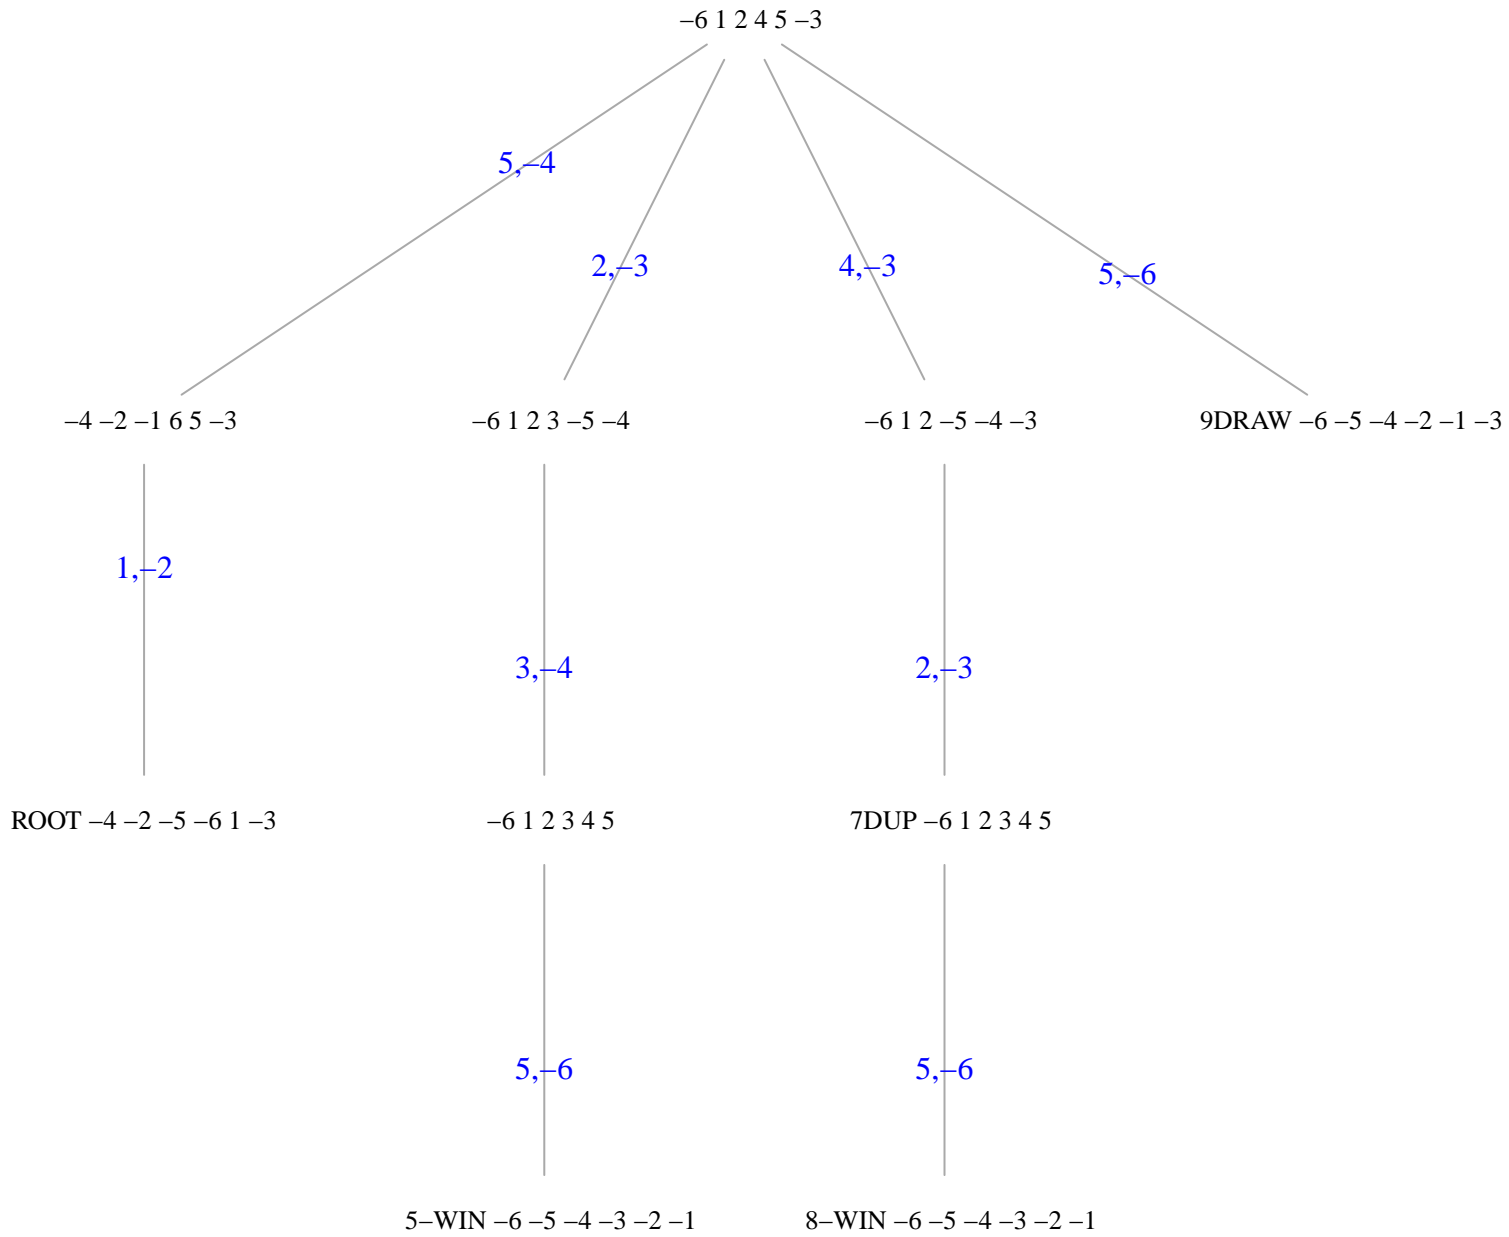 –6 1 2 4 5 –3
5,–4
2,–3
4,–3
5,–6
–4 –2 –1 6 5 –3
–6 1 2 3 –5 –4
–6 1 2 –5 –4 –3
9DRAW –6 –5 –4 –2 –1 –3
1,–2
3,–4
2,–3
ROOT –4 –2 –5 –6 1 –3
–6 1 2 3 4 5
7DUP –6 1 2 3 4 5
5,–6
5,–6
5–WIN –6 –5 –4 –3 –2 –1
8–WIN –6 –5 –4 –3 –2 –1